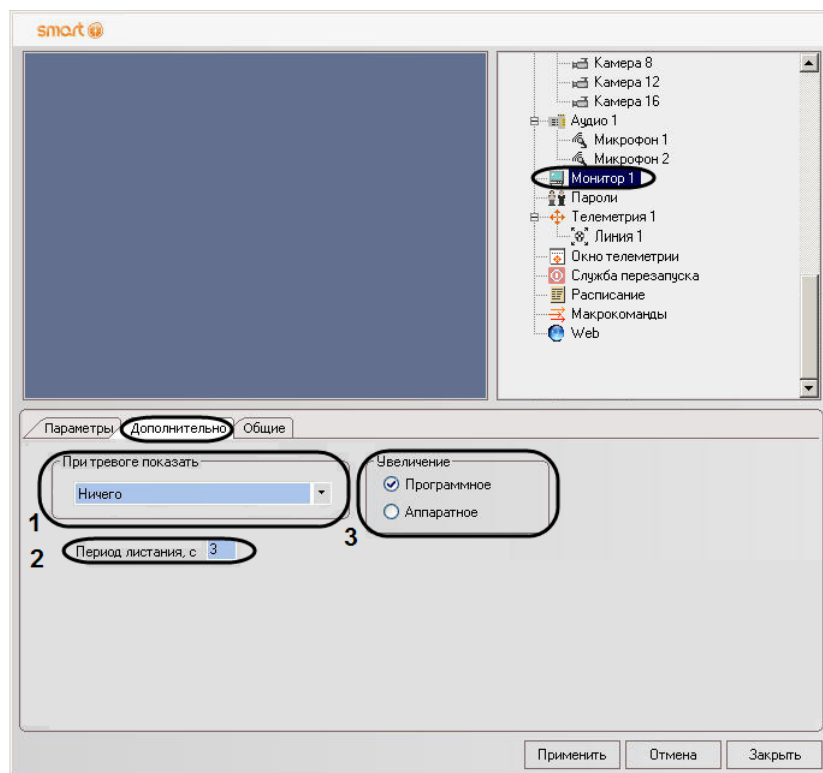 smart
Камера 8
Камера 12
Камера 16
Аудио 1
Микрофон 1
Микрофон 2
Монитор 1
Пароли
Телеметрия 1
Линия 1
Окно телеметрии
Служба перезапуска
Расписание
Макрокоманды
Web
Параметры Дополнительно Общие
При тревоге показать
Ничего
1
Период листания, с 3
2
Увеличение
Программное
Аппаратное
3
Применить Отмена Закрыть